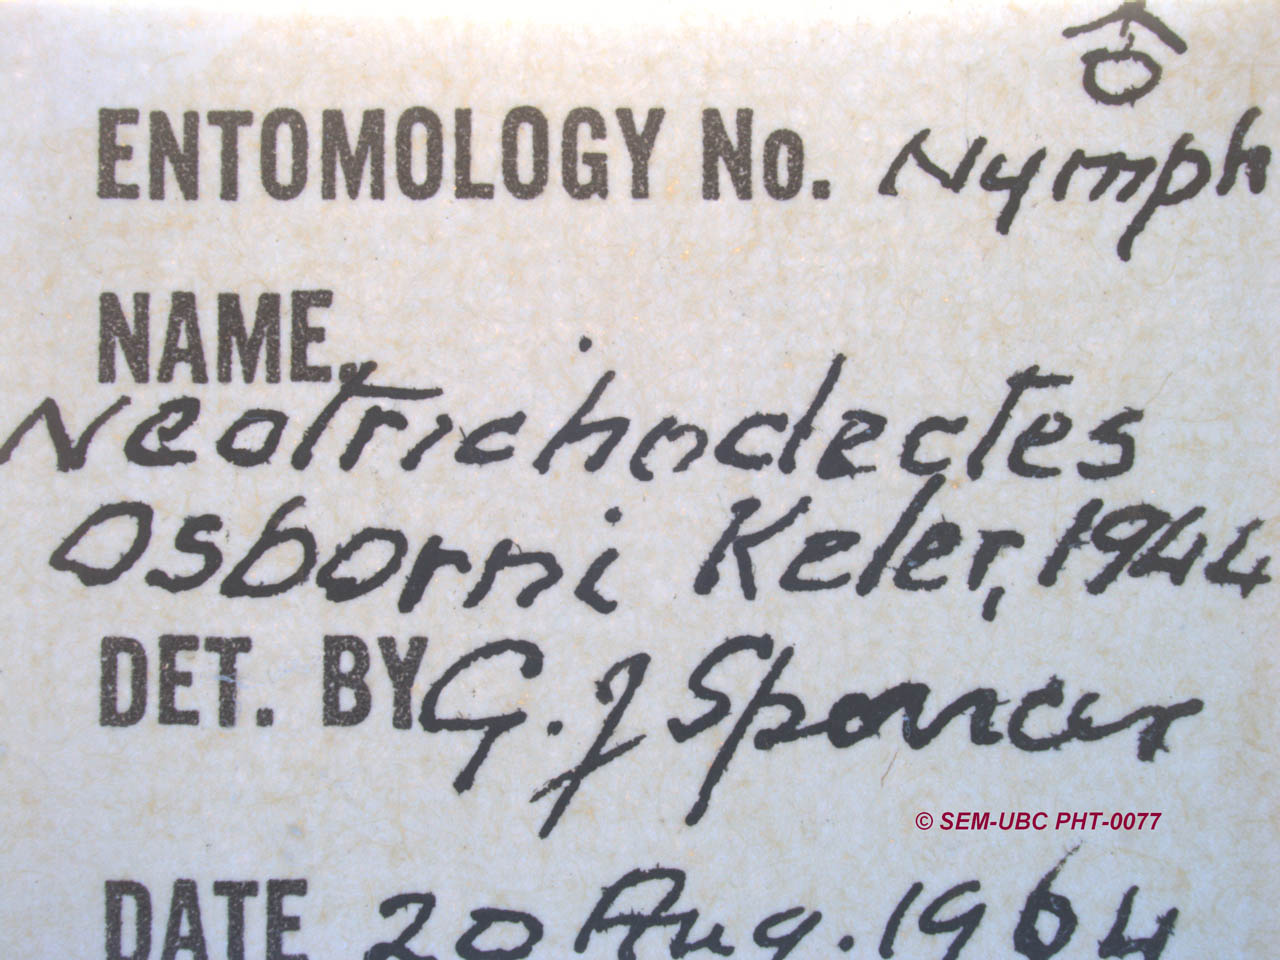 ENTOMOLOGY No. Nymph
NAME.
Neotrichodectes
Osborni Keler, 1944
DET. BY G. J Spencer
© SEM-UBC PHT-0077
DATE 20 Aug. 1964